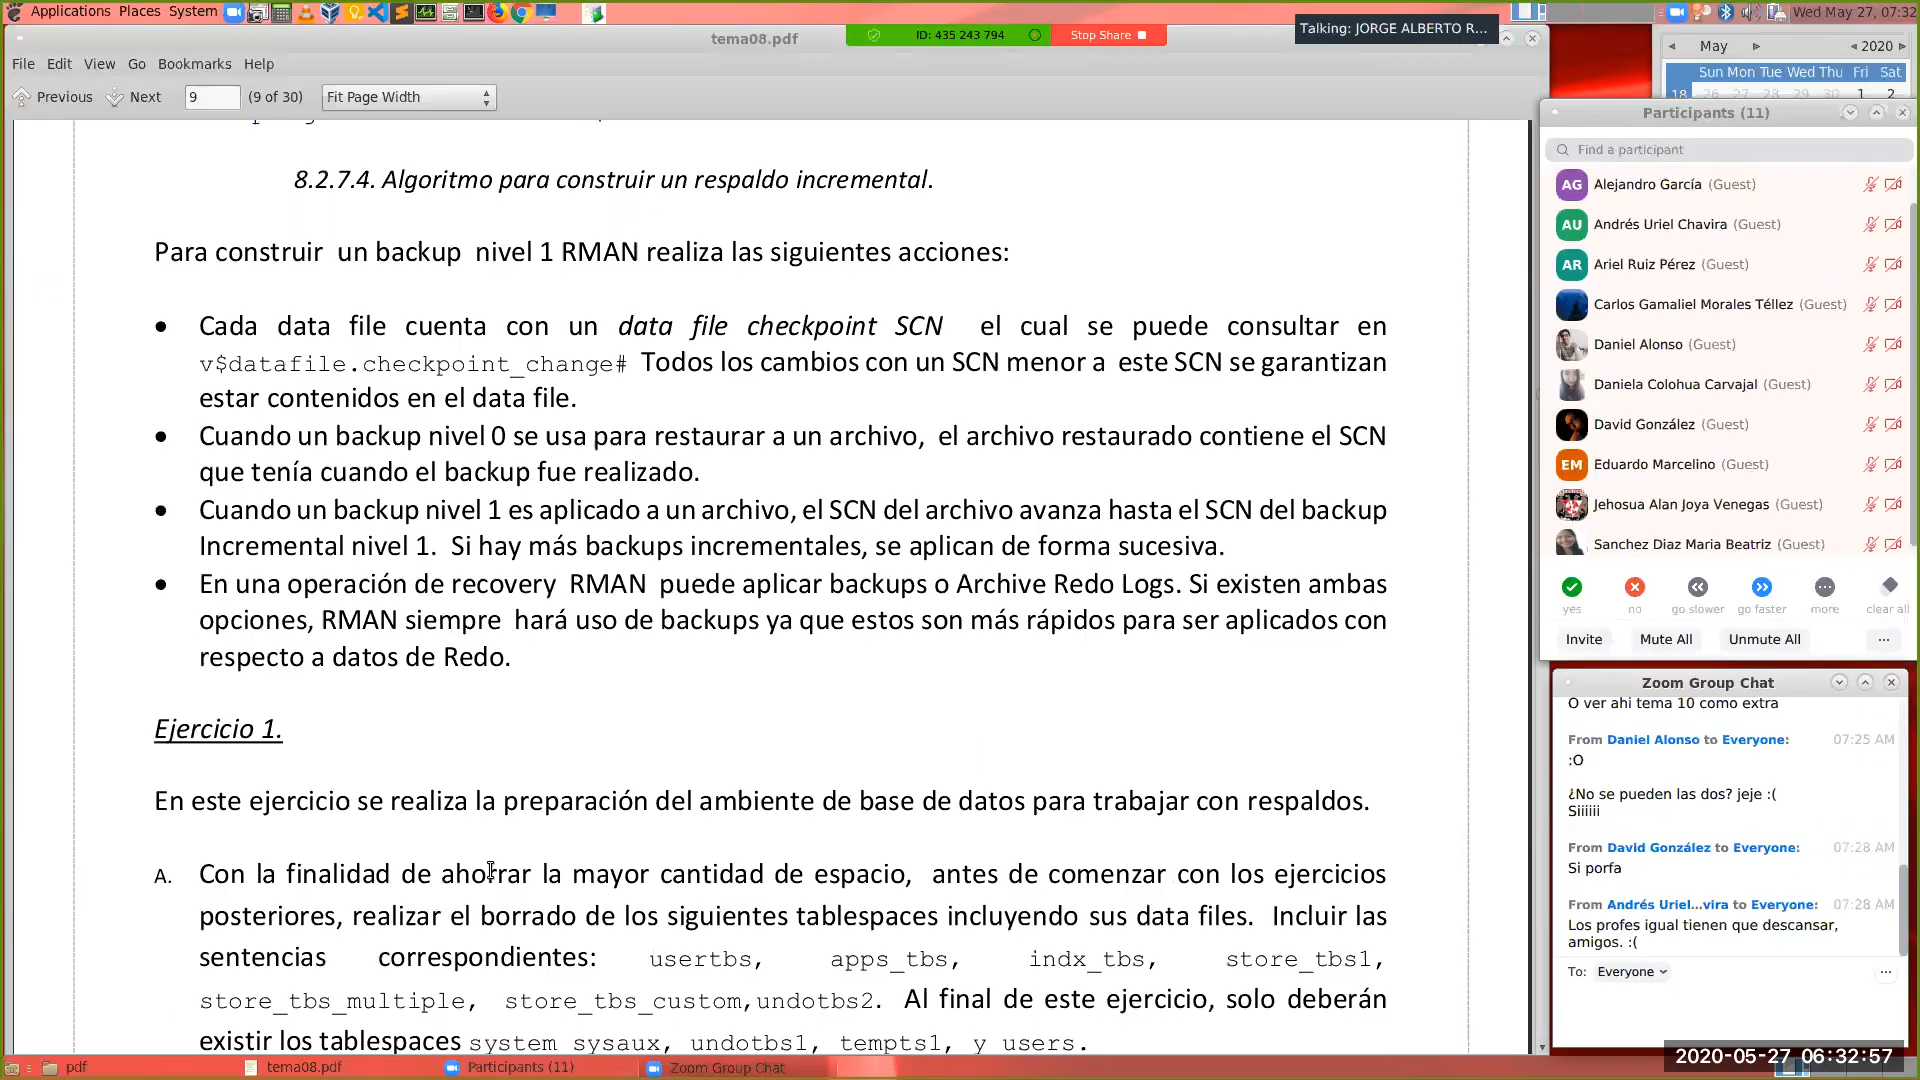 Applications Places System
Wed May 27, 07:32
tema08.pdf
ID: 435 243 794
Stop Share
Talking: JORGE ALBERTO R...
File Edit View Go Bookmarks Help
Previous Next 9 (9 of 30) Fit Page Width
8.2.7.4. Algoritmo para construir un respaldo incremental.
Para construir un backup nivel 1 RMAN realiza las siguientes acciones:
• Cada data file cuenta con un data file checkpoint SCN el cual se puede consultar en
v$datafile.checkpoint_change# Todos los cambios con un SCN menor a este SCN se garantizan
estar contenidos en el data file.
• Cuando un backup nivel 0 se usa para restaurar a un archivo, el archivo restaurado contiene el SCN
que tenía cuando el backup fue realizado.
• Cuando un backup nivel 1 es aplicado a un archivo, el SCN del archivo avanza hasta el SCN del backup
Incremental nivel 1. Si hay más backups incrementales, se aplican de forma sucesiva.
• En una operación de recovery RMAN puede aplicar backups o Archive Redo Logs. Si existen ambas
opciones, RMAN siempre hará uso de backups ya que estos son más rápidos para ser aplicados con
respecto a datos de Redo.
Ejercicio 1.
En este ejercicio se realiza la preparación del ambiente de base de datos para trabajar con respaldos.
A. Con la finalidad de ahorrar la mayor cantidad de espacio, antes de comenzar con los ejercicios
posteriores, realizar el borrado de los siguientes tablespaces incluyendo sus data files. Incluir las
sentencias correspondientes: usertbs, apps_tbs, indx_tbs, store_tbs1,
store_tbs_multiple, store_tbs_custom,undotbs2. Al final de este ejercicio, solo deberán
existir los tablespaces system sysaux, undotbs1, tempts1, y users.
May 2020
Sun Mon Tue Wed Thu Fri Sat
18 26 27 28 29 30 1 2
Participants (11)
Find a participant
AG Alejandro García (Guest)
AU Andrés Uriel Chavira (Guest)
AR Ariel Ruiz Pérez (Guest)
Carlos Gamaliel Morales Téllez (Guest)
Daniel Alonso (Guest)
Daniela Colohua Carvajal (Guest)
David González (Guest)
EM Eduardo Marcelino (Guest)
Jehosua Alan Joya Venegas (Guest)
Sanchez Diaz Maria Beatriz (Guest)
yes no go slower go faster more clear all
Invite Mute All Unmute All ...
Zoom Group Chat
O ver ahi tema 10 como extra
From Daniel Alonso to Everyone: 07:25 AM
:O
¿No se pueden las dos? jeje :(
Siiiiii
From David González to Everyone: 07:28 AM
Si porfa
From Andrés Uriel...vira to Everyone: 07:28 AM
Los profes igual tienen que descansar,
amigos. :(
To: Everyone ...
2020-05-27 06:32:57
pdf
tema08.pdf
Participants (11)
Zoom Group Chat